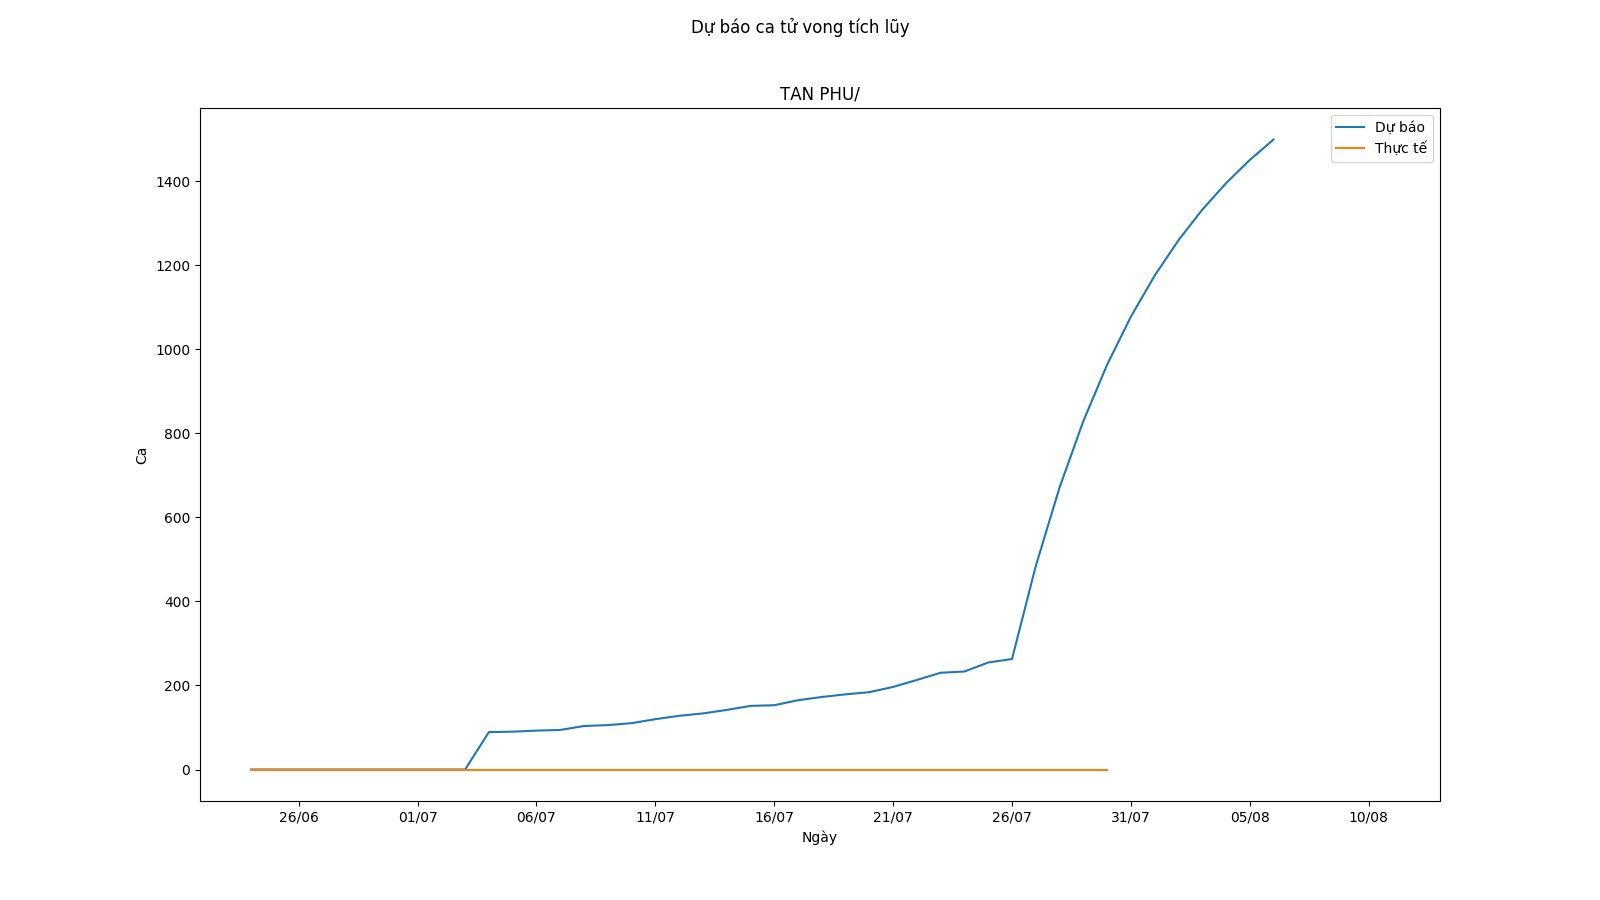 Dự báo ca tử vong tích lũy
TAN PHU/
Dự báo
Thực tế
1400
1200
1000
800
600
400
200
0
Ca
26/06 01/07 06/07 11/07 16/07 21/07 26/07 31/07 05/08 10/08
Ngày